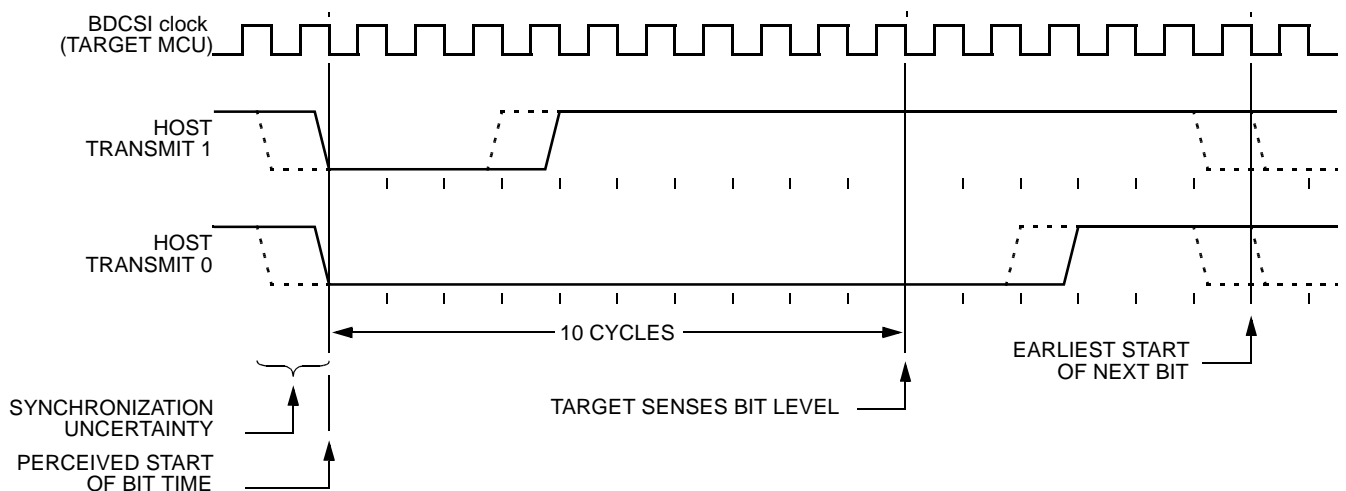 BDCSI clock
(TARGET MCU)
HOST
TRANSMIT 1
HOST
TRANSMIT 0
10 CYCLES
EARLIEST START
OF NEXT BIT
TARGET SENSES BIT LEVEL
SYNCHRONIZATION
UNCERTAINTY
PERCEIVED START
OF BIT TIME